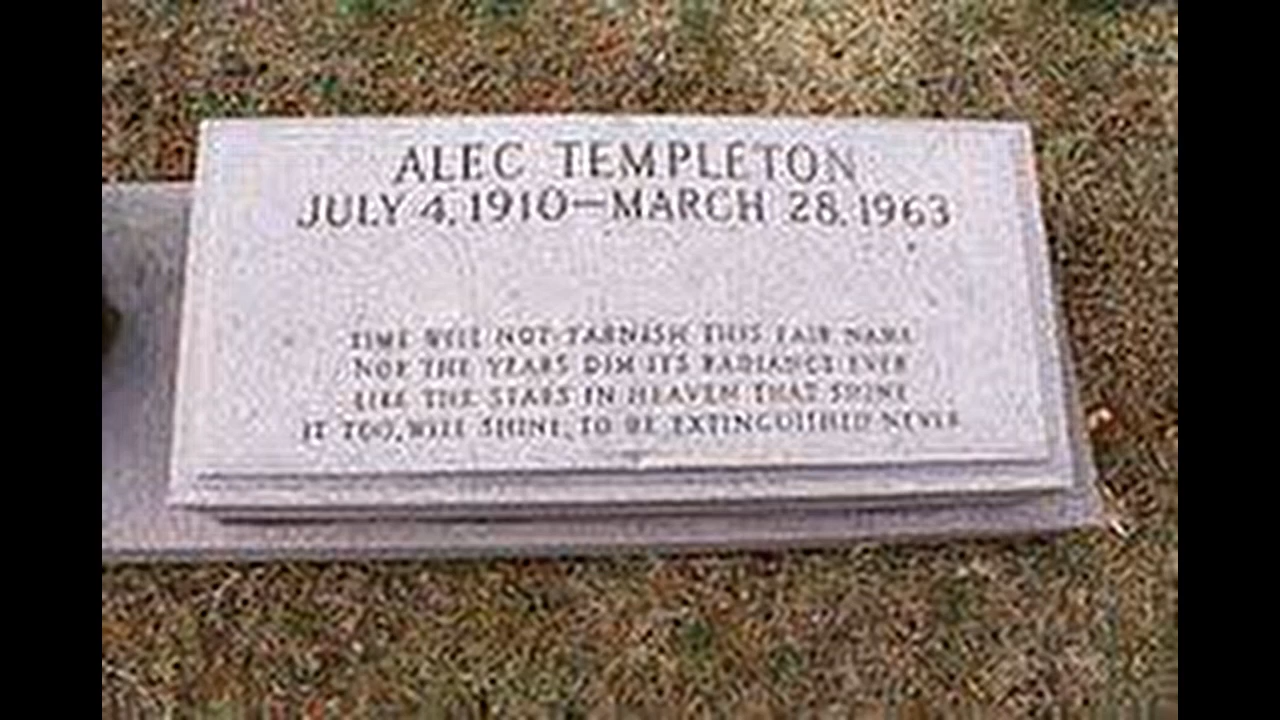 ALEC TEMPLETON
JULY 4, 1910—MARCH 28, 1963
TIME WILL NOT TARNISH THIS FAIR NAME
NOR THE YEARS DIM ITS RADIANCE EVER
LIKE THE STARS IN HEAVEN THAT SHINE
IT TOO, WILL SHINE, TO BE EXTINGUISHED NEVER